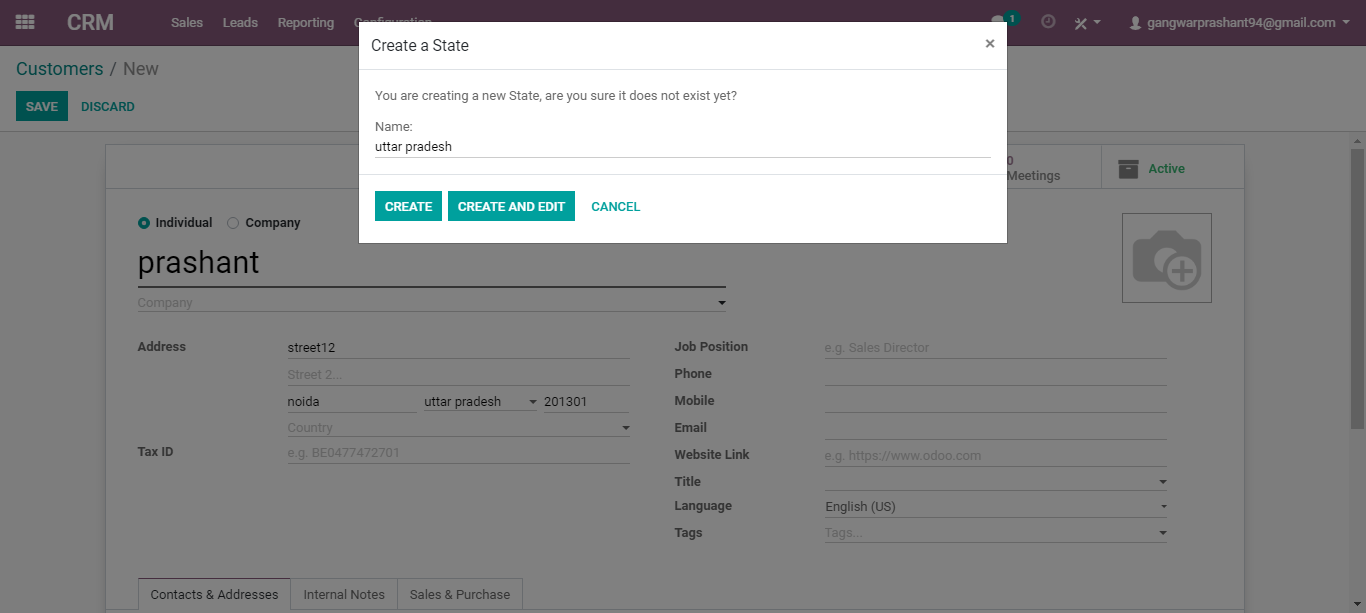 CRM Sales Leads Reporting Configuration 1 gangwarprashant94@gmail.com
Create a State ×
Customers / New
You are creating a new State, are you sure it does not exist yet?
SAVE DISCARD
Name:
uttar pradesh
0
Meetings
Active
CREATE CREATE AND EDIT CANCEL
Individual Company
prashant
Company
Address street12
Street 2...
noida uttar pradesh 201301
Country
Tax ID e.g. BE0477472701
Job Position e.g. Sales Director
Phone
Mobile
Email
Website Link e.g. https://www.odoo.com
Title
Language English (US)
Tags Tags...
Contacts & Addresses Internal Notes Sales & Purchase